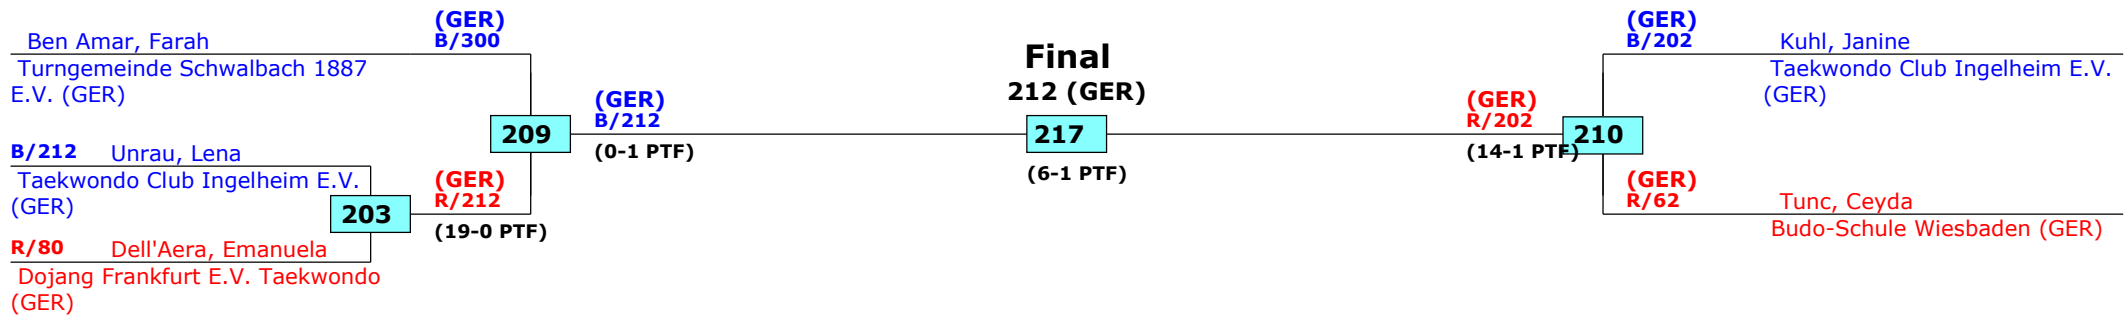 (GER)
B/300
Ben Amar, Farah
Turngemeinde Schwalbach 1887
E.V. (GER)
B/212 Unrau, Lena
Taekwondo Club Ingelheim E.V.
(GER)
203
R/80 Dell'Aera, Emanuela
Dojang Frankfurt E.V. Taekwondo
(GER)
(GER)
R/212
(19-0 PTF)
209
(GER)
B/212
(0-1 PTF)
Final
212 (GER)
217
(6-1 PTF)
(GER)
R/202
(14-1 PTF)
210
(GER)
B/202
Kuhl, Janine
Taekwondo Club Ingelheim E.V.
(GER)
(GER)
R/62
Tunc, Ceyda
Budo-Schule Wiesbaden (GER)